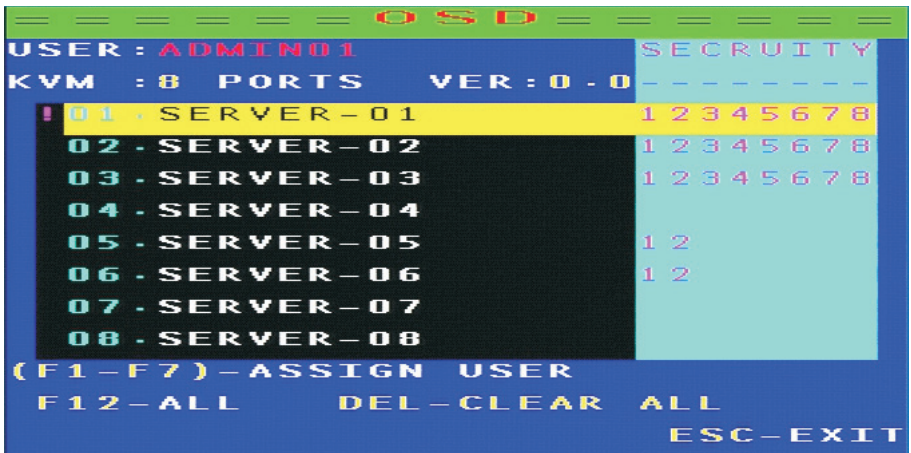 = = = = = = = OSD = = = = = = =
USER:ADMIN01 SECRUITY
KVM :8 PORTS VER:0.0 --------
! 01.SERVER-01 12345678
02.SERVER-02 12345678
03.SERVER-03 12345678
04.SERVER-04
05.SERVER-05 12
06.SERVER-06 12
07.SERVER-07
08.SERVER-08
(F1-F7)-ASSIGN USER
F12-ALL DEL-CLEAR ALL
ESC-EXIT